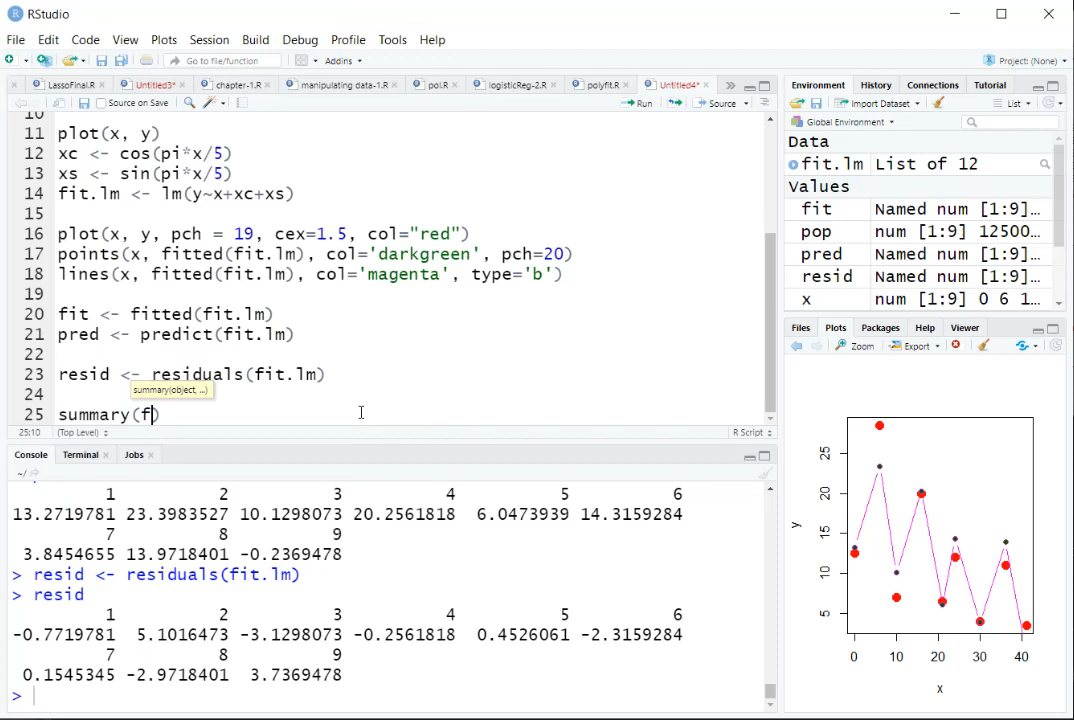 RStudio
File Edit Code View Plots Session Build Debug Profile Tools Help
Go to file/function Addins Project: (None)
LassoFinal.R Untitled3* chapter-1.R manipulating data-1.R pol.R logisticReg-2.R polyfit.R Untitled4*
Source on Save Run Source
10
11 plot(x, y)
12 xc <- cos(pi*x/5)
13 xs <- sin(pi*x/5)
14 fit.lm <- lm(y~x+xc+xs)
15
16 plot(x, y, pch = 19, cex=1.5, col="red")
17 points(x, fitted(fit.lm), col='darkgreen', pch=20)
18 lines(x, fitted(fit.lm), col='magenta', type='b')
19
20 fit <- fitted(fit.lm)
21 pred <- predict(fit.lm)
22
23 resid <- residuals(fit.lm)
summary(object, ...)
24
25 summary(f)
25:10 (Top Level) R Script
Console Terminal Jobs
~/
1 2 3 4 5 6
13.2719781 23.3983527 10.1298073 20.2561818 6.0473939 14.3159284
7 8 9
3.8454655 13.9718401 -0.2369478
> resid <- residuals(fit.lm)
> resid
1 2 3 4 5 6
-0.7719781 5.1016473 -3.1298073 -0.2561818 0.4526061 -2.3159284
7 8 9
0.1545345 -2.9718401 3.7369478
>
Environment History Connections Tutorial
Import Dataset List
Global Environment
Data
fit.lm List of 12
Values
fit Named num [1:9]…
pop num [1:9] 12500…
pred Named num [1:9]…
resid Named num [1:9]…
x num [1:9] 0 6 1…
Files Plots Packages Help Viewer
Zoom Export
25
20
15
10
5
y
0 10 20 30 40
x